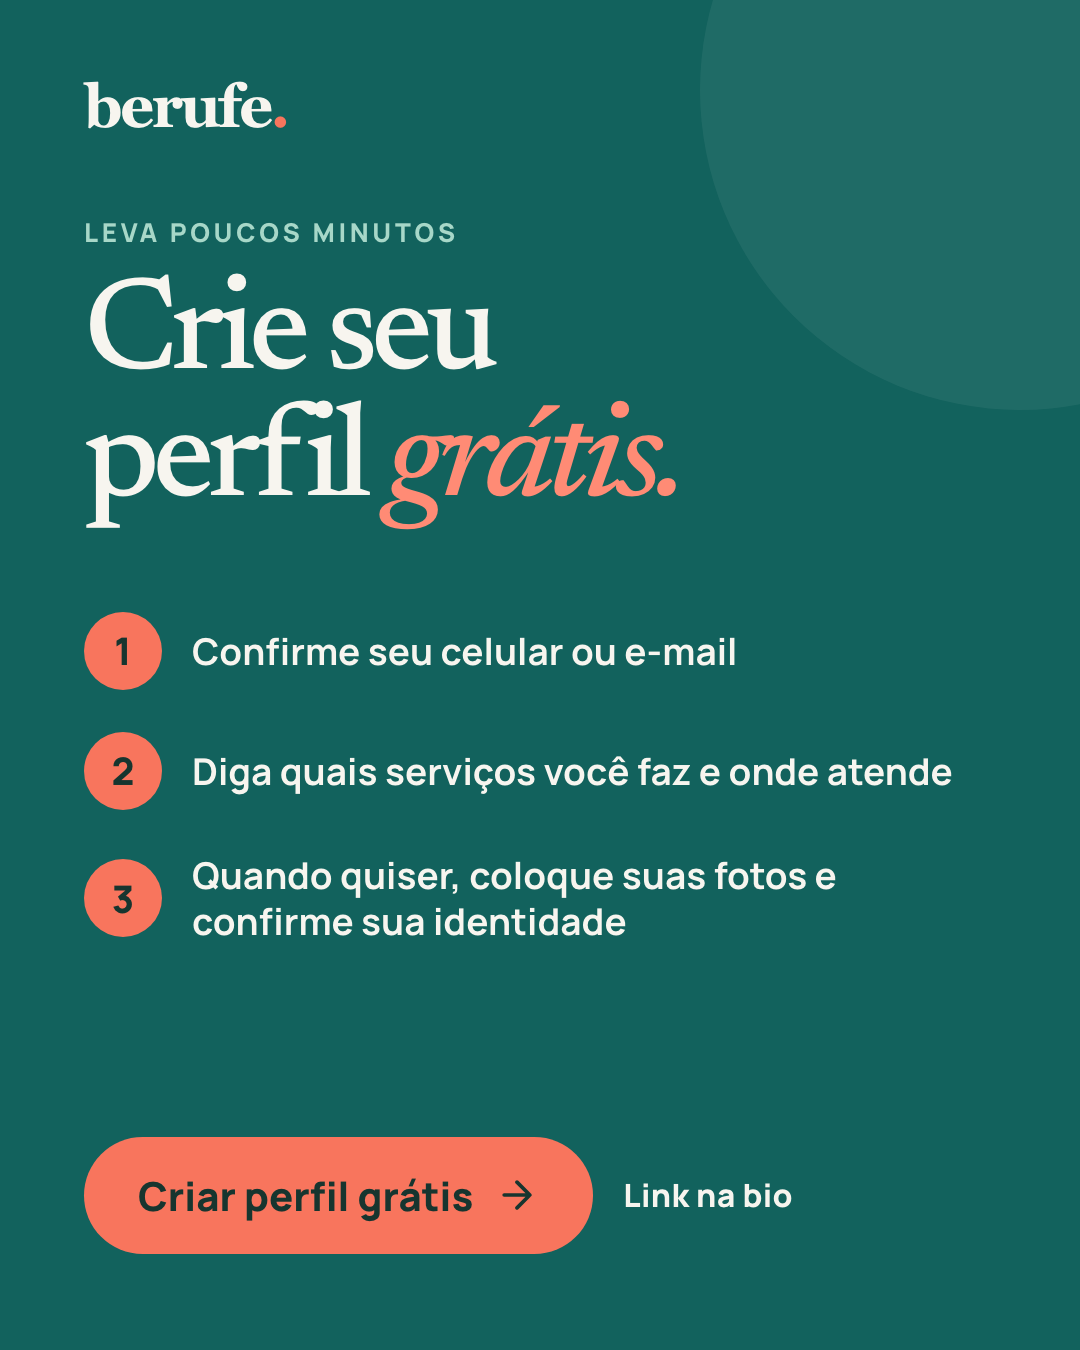 berufe.
LEVA POUCOS MINUTOS
Crie seu
perfil grátis.
1 Confirme seu celular ou e-mail
2 Diga quais serviços você faz e onde atende
3 Quando quiser, coloque suas fotos e
confirme sua identidade
Criar perfil grátis → Link na bio